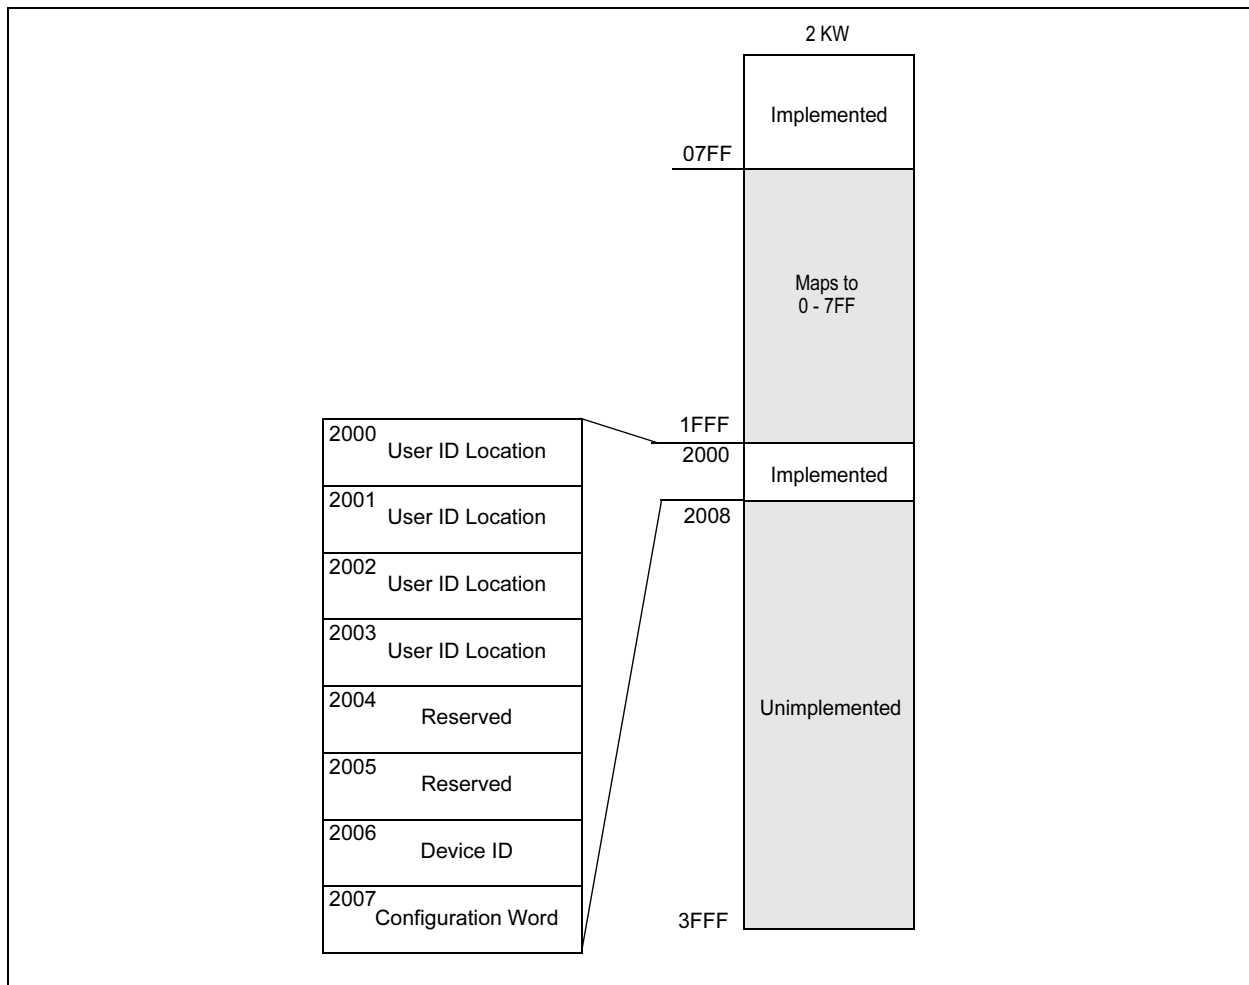 2 KW
Implemented
07FF
Maps to
0 - 7FF
1FFF
2000
Implemented
2008
Unimplemented
3FFF
2000
User ID Location
2001
User ID Location
2002
User ID Location
2003
User ID Location
2004
Reserved
2005
Reserved
2006
Device ID
2007
Configuration Word